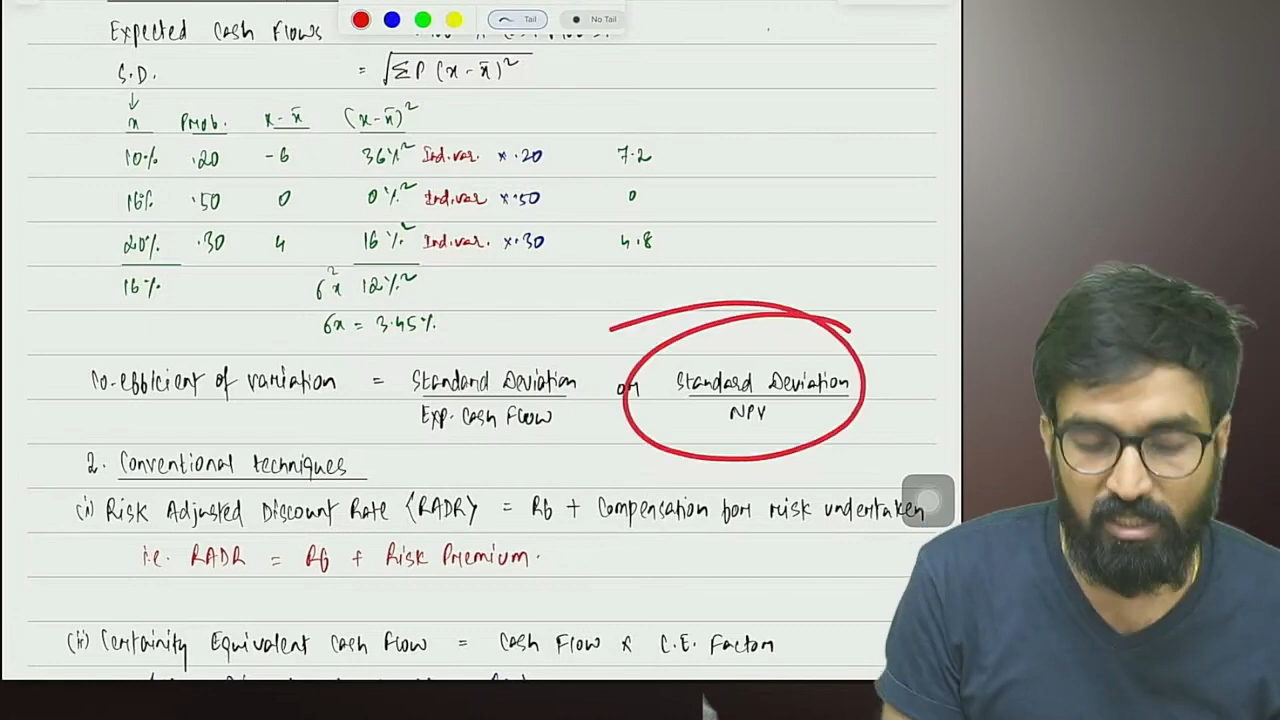 Expected Cash Flows
Tail
No Tail
S.D. = √ΣP (x - x̄)²
x Prob. x - x̄ (x - x̄)²
10% .20 -6 36%² Ind.var. x .20 7.2
16% .50 0 0%² Ind.var x .50 0
20% .30 4 16%² Ind.var. x .30 4.8
16% 6²x 12%²
6x = 3.45%
Co-efficient of variation = Standard Deviation or Standard Deviation
Exp. Cash Flow NPV
2. Conventional techniques
(i) Risk Adjusted Discount Rate (RADR) = Rf + Compensation for risk undertaken
i.e. RADR = Rf + Risk Premium.
(ii) Certainity Equivalent Cash Flow = Cash Flow x C.E. Factor